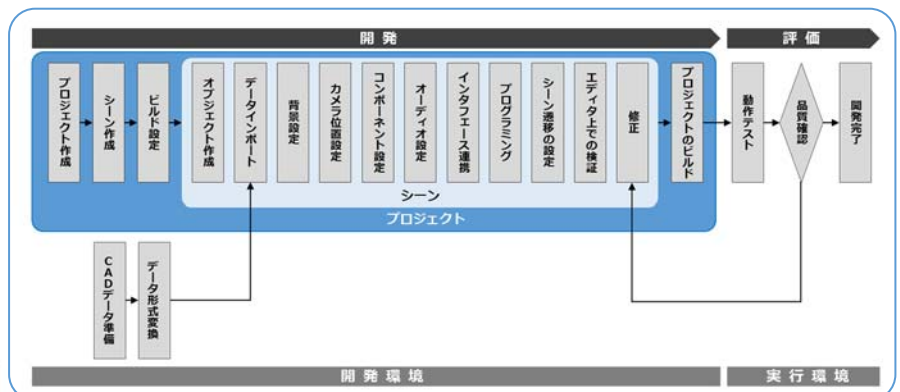 開発
評価
プロジェクト作成
シーン作成
ビルド設定
オブジェクト作成
データインポート
背景設定
カメラ位置設定
コンポーネント設定
オーディオ設定
インタフェース連携
プログラミング
シーン遷移の設定
エディタ上での検証
修正
プロジェクトのビルド
動作テスト
品質確認
開発完了
シーン
プロジェクト
CADデータ準備
データ形式変換
開発環境
実行環境